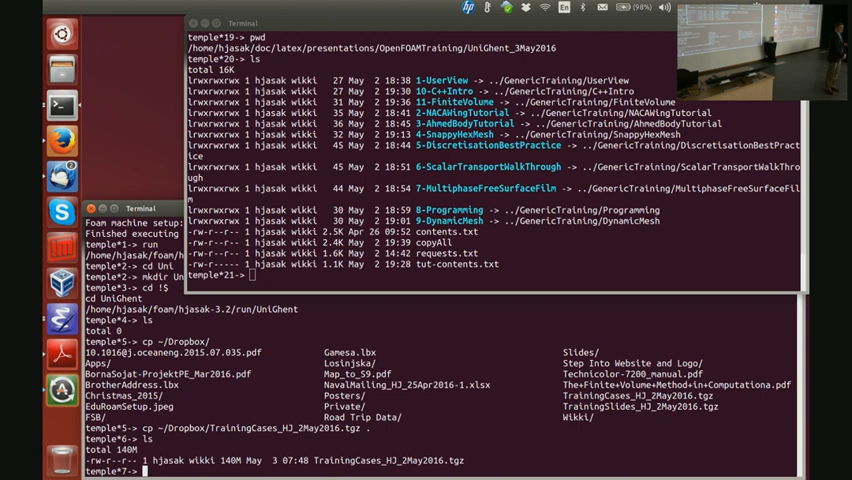 (98%)
En
Terminal
temple*19-> pwd
/home/hjasak/doc/latex/presentations/OpenFOAMTraining/UniGhent_3May2016
temple*20-> ls
total 16K
lrwxrwxrwx 1 hjasak wikki   27 May  2 18:38 1-UserView -> ../GenericTraining/UserView
lrwxrwxrwx 1 hjasak wikki   27 May  2 19:30 10-C++Intro -> ../GenericTraining/C++Intro
lrwxrwxrwx 1 hjasak wikki   31 May  2 19:36 11-FiniteVolume -> ../GenericTraining/FiniteVolume
lrwxrwxrwx 1 hjasak wikki   35 May  2 18:41 2-NACAWingTutorial -> ../GenericTraining/NACAWingTutorial
lrwxrwxrwx 1 hjasak wikki   36 May  2 18:45 3-AhmedBodyTutorial -> ../GenericTraining/AhmedBodyTutorial
lrwxrwxrwx 1 hjasak wikki   32 May  2 19:13 4-SnappyHexMesh -> ../GenericTraining/SnappyHexMesh
lrwxrwxrwx 1 hjasak wikki   45 May  2 18:44 5-DiscretisationBestPractice -> ../GenericTraining/DiscretisationBestPract
ice
lrwxrwxrwx 1 hjasak wikki   45 May  2 18:51 6-ScalarTransportWalkThrough -> ../GenericTraining/ScalarTransportWalkThro
ugh
lrwxrwxrwx 1 hjasak wikki   44 May  2 18:54 7-MultiphaseFreeSurfaceFilm -> ../GenericTraining/MultiphaseFreeSurfaceFil
m
lrwxrwxrwx 1 hjasak wikki   30 May  2 18:59 8-Programming -> ../GenericTraining/Programming
lrwxrwxrwx 1 hjasak wikki   30 May  2 19:01 9-DynamicMesh -> ../GenericTraining/DynamicMesh
-rw-r--r-- 1 hjasak wikki 2.5K Apr 26 09:52 contents.txt
-rw-r--r-- 1 hjasak wikki 2.4K May  2 19:39 copyAll
-rw-r--r-- 1 hjasak wikki 1.6K May  2 14:42 requests.txt
-rw-r----- 1 hjasak wikki 1.1K May  2 19:28 tut-contents.txt
temple*21->
Terminal
Foam machine setup:
Finished executing
temple*1-> run
/home/hjasak/foam/h
temple*2-> cd Uni
temple*2-> mkdir Uni
temple*3-> cd !$
cd UniGhent
/home/hjasak/foam/hjasak-3.2/run/UniGhent
temple*4-> ls
total 0
temple*5-> cp ~/Dropbox/
10.1016@j.oceaneng.2015.07.035.pdf   Gamesa.lbx   Slides/
Apps/   Losinjska/   Step Into Website and Logo/
BornaSojat-ProjektPE_Mar2016.pdf   Map_to_S9.pdf   Technicolor-7200_manual.pdf
BrotherAddress.lbx   NavalMailing_HJ_25Apr2016-1.xlsx   The+Finite+Volume+Method+in+Computationa.pdf
Christmas_2015/   Posters/   TrainingCases_HJ_2May2016.tgz
EduRoamSetup.jpeg   Private/   TrainingSlides_HJ_2May2016.tgz
FSB/   Road Trip Data/   Wikki/
temple*5-> cp ~/Dropbox/TrainingCases_HJ_2May2016.tgz .
temple*6-> ls
total 140M
-rw-r--r-- 1 hjasak wikki 140M May  3 07:48 TrainingCases_HJ_2May2016.tgz
temple*7->